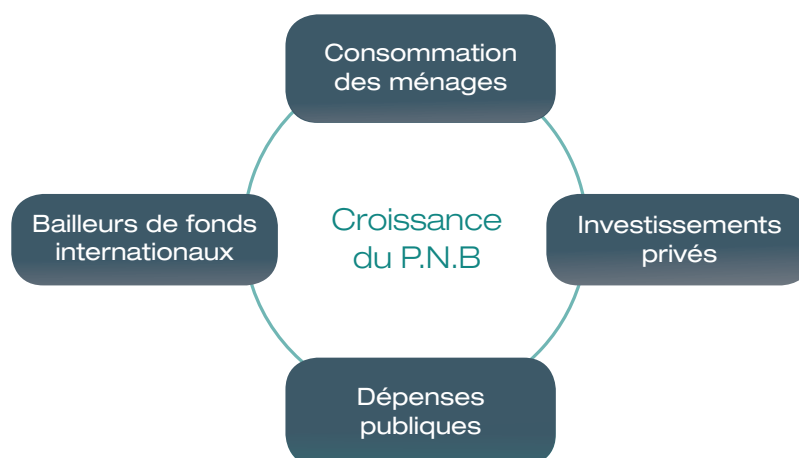 Consommation
des ménages
Bailleurs de fonds
internationaux
Croissance
du P.N.B
Investissements
privés
Dépenses
publiques